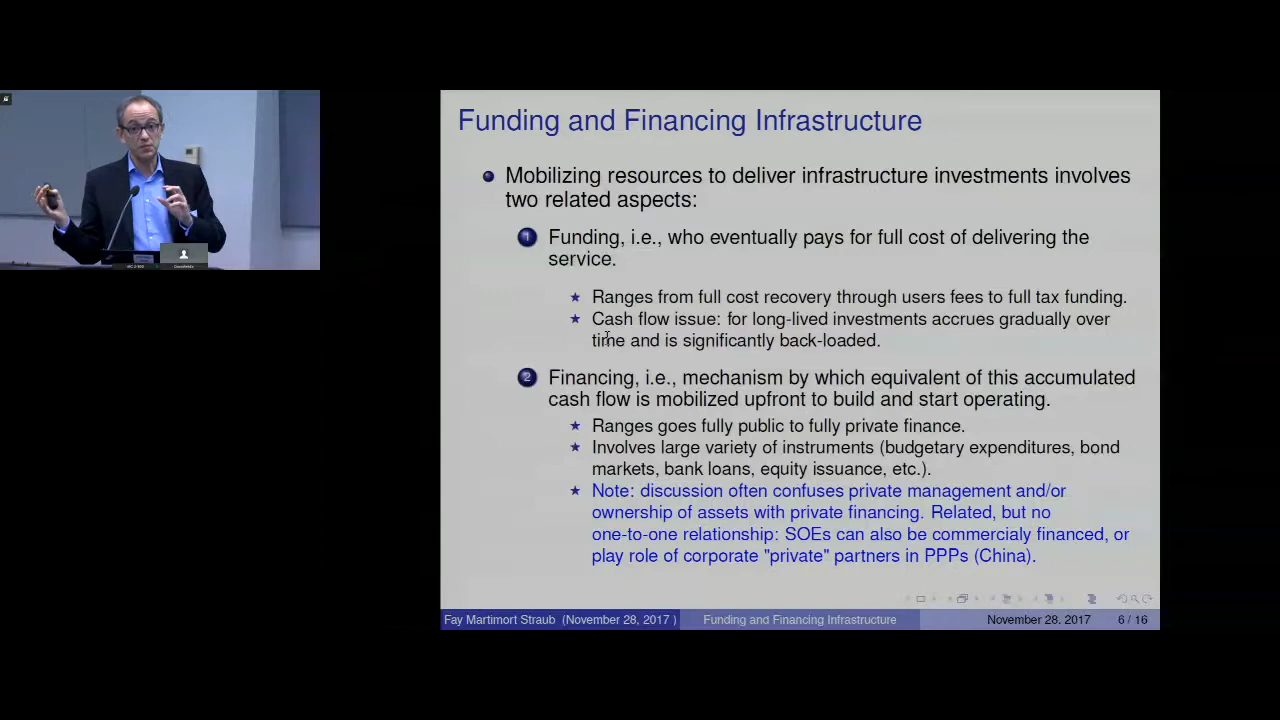 Funding and Financing Infrastructure
Mobilizing resources to deliver infrastructure investments involves
two related aspects:
1 Funding, i.e., who eventually pays for full cost of delivering the
service.
Ranges from full cost recovery through users fees to full tax funding.
Cash flow issue: for long-lived investments accrues gradually over
time and is significantly back-loaded.
2 Financing, i.e., mechanism by which equivalent of this accumulated
cash flow is mobilized upfront to build and start operating.
Ranges goes fully public to fully private finance.
Involves large variety of instruments (budgetary expenditures, bond
markets, bank loans, equity issuance, etc.).
Note: discussion often confuses private management and/or
ownership of assets with private financing. Related, but no
one-to-one relationship: SOEs can also be commercialy financed, or
play role of corporate "private" partners in PPPs (China).
Fay Martimort Straub (November 28, 2017 ) Funding and Financing Infrastructure November 28, 2017 6 / 16